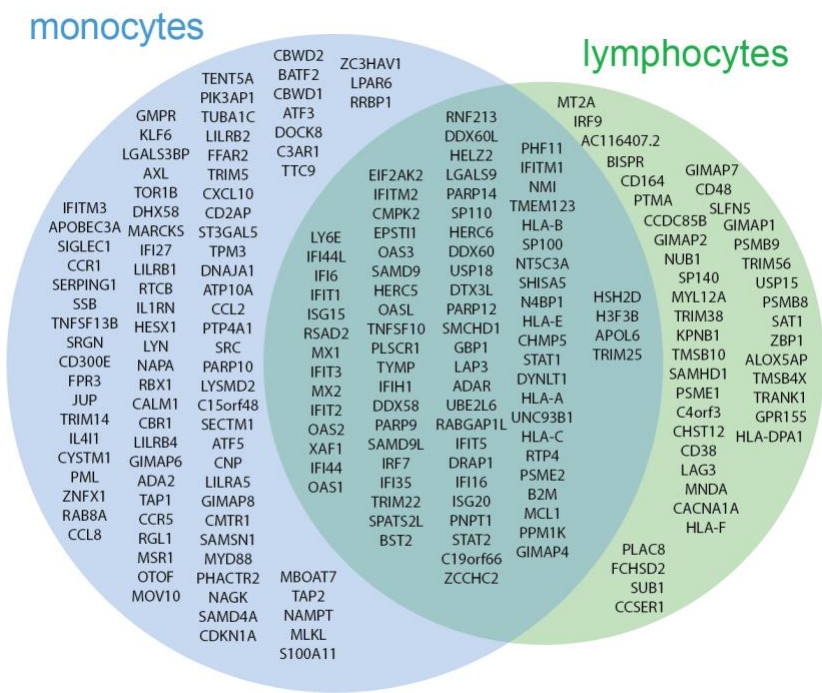 monocytes
lymphocytes
IFITM3
APOBEC3A
SIGLEC1
CCR1
SERPING1
SSB
TNFSF13B
SRGN
CD300E
FPR3
JUP
TRIM14
IL4I1
CYSTM1
PML
ZNFX1
RAB8A
CCL8
GMPR
KLF6
LGALS3BP
AXL
TOR1B
DHX58
MARCKS
IFI27
LILRB1
RTCB
IL1RN
HESX1
LYN
NAPA
RBX1
CALM1
CBR1
LILRB4
GIMAP6
ADA2
TAP1
CCR5
RGL1
MSR1
OTOF
MOV10
TENT5A
PIK3AP1
TUBA1C
LILRB2
FFAR2
TRIM5
CXCL10
CD2AP
ST3GAL5
TPM3
DNAJA1
ATP10A
CCL2
PTP4A1
SRC
PARP10
LYSMD2
C15orf48
SECTM1
ATF5
CNP
LILRA5
GIMAP8
CMTR1
SAMSN1
MYD88
PHACTR2
NAGK
SAMD4A
CDKN1A
CBWD2
BATF2
CBWD1
ATF3
DOCK8
C3AR1
TTC9
MBOAT7
TAP2
NAMPT
MLKL
S100A11
ZC3HAV1
LPAR6
RRBP1
LY6E
IFI44L
IFI6
IFIT1
ISG15
RSAD2
MX1
IFIT3
MX2
IFIT2
OAS2
XAF1
IFI44
OAS1
EIF2AK2
IFITM2
CMPK2
EPSTI1
OAS3
SAMD9
HERC5
OASL
TNFSF10
PLSCR1
TYMP
IFIH1
DDX58
PARP9
SAMD9L
IRF7
IFI35
TRIM22
SPATS2L
BST2
RNF213
DDX60L
HELZ2
LGALS9
PARP14
SP110
HERC6
DDX60
USP18
DTX3L
PARP12
SMCHD1
GBP1
LAP3
ADAR
UBE2L6
RABGAP1L
IFIT5
DRAP1
IFI16
ISG20
PNPT1
STAT2
C19orf66
ZCCHC2
PHF11
IFITM1
NMI
TMEM123
HLA-B
SP100
NT5C3A
SHISA5
N4BP1
HLA-E
CHMP5
STAT1
DYNLT1
HLA-A
UNC93B1
HLA-C
RTP4
PSME2
B2M
MCL1
PPM1K
GIMAP4
HSH2D
H3F3B
APOL6
TRIM25
MT2A
IRF9
AC116407.2
BISPR
CD164
PTMA
CCDC85B
GIMAP2
NUB1
SP140
MYL12A
TRIM38
KPNB1
TMSB10
SAMHD1
PSME1
C4orf3
CHST12
CD38
LAG3
MNDA
CACNA1A
HLA-F
PLAC8
FCHSD2
SUB1
CCSER1
GIMAP7
CD48
SLFN5
GIMAP1
PSMB9
TRIM56
USP15
PSMB8
SAT1
ZBP1
ALOX5AP
TMSB4X
TRANK1
GPR155
HLA-DPA1